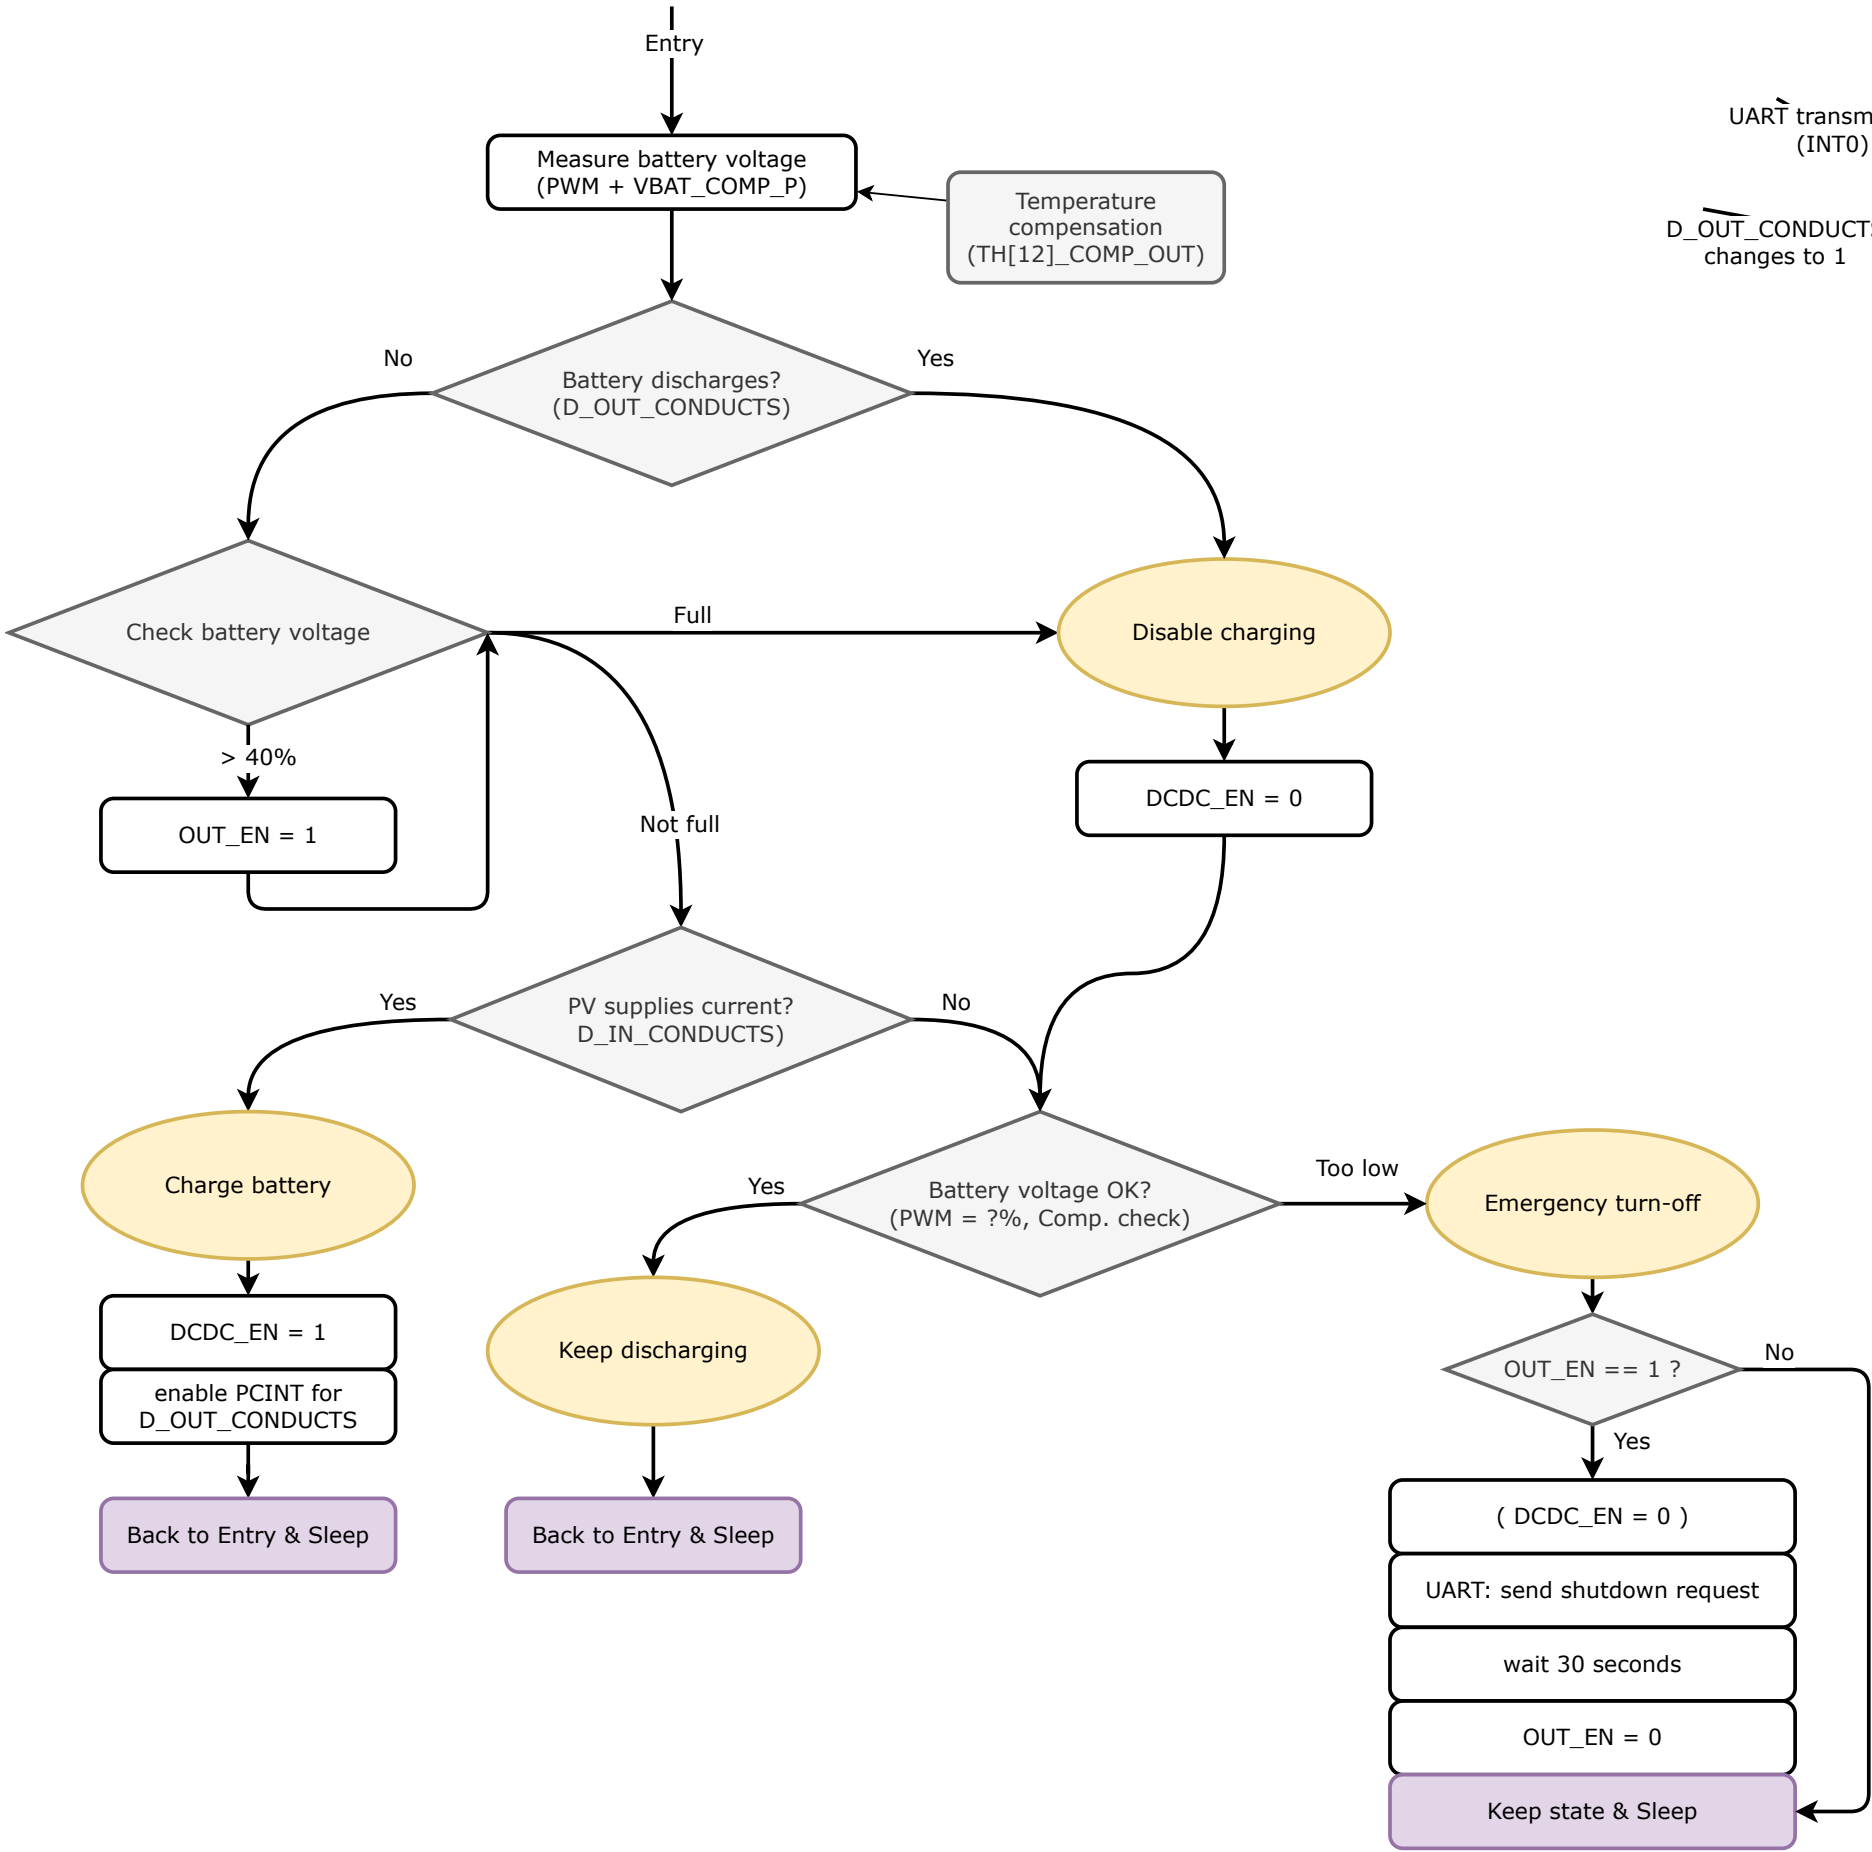 Entry
Measure battery voltage
(PWM + VBAT_COMP_P)
Temperature
compensation
(TH[12]_COMP_OUT)
UART transm
(INT0)
D_OUT_CONDUCTS
changes to 1
No
Yes
Battery discharges?
(D_OUT_CONDUCTS)
Check battery voltage
Full
Disable charging
> 40%
OUT_EN = 1
Not full
DCDC_EN = 0
Yes
PV supplies current?
D_IN_CONDUCTS)
No
Charge battery
Yes
Battery voltage OK?
(PWM = ?%, Comp. check)
Too low
Emergency turn-off
DCDC_EN = 1
enable PCINT for
D_OUT_CONDUCTS
Keep discharging
OUT_EN == 1 ?
No
Yes
Back to Entry & Sleep
Back to Entry & Sleep
( DCDC_EN = 0 )
UART: send shutdown request
wait 30 seconds
OUT_EN = 0
Keep state & Sleep